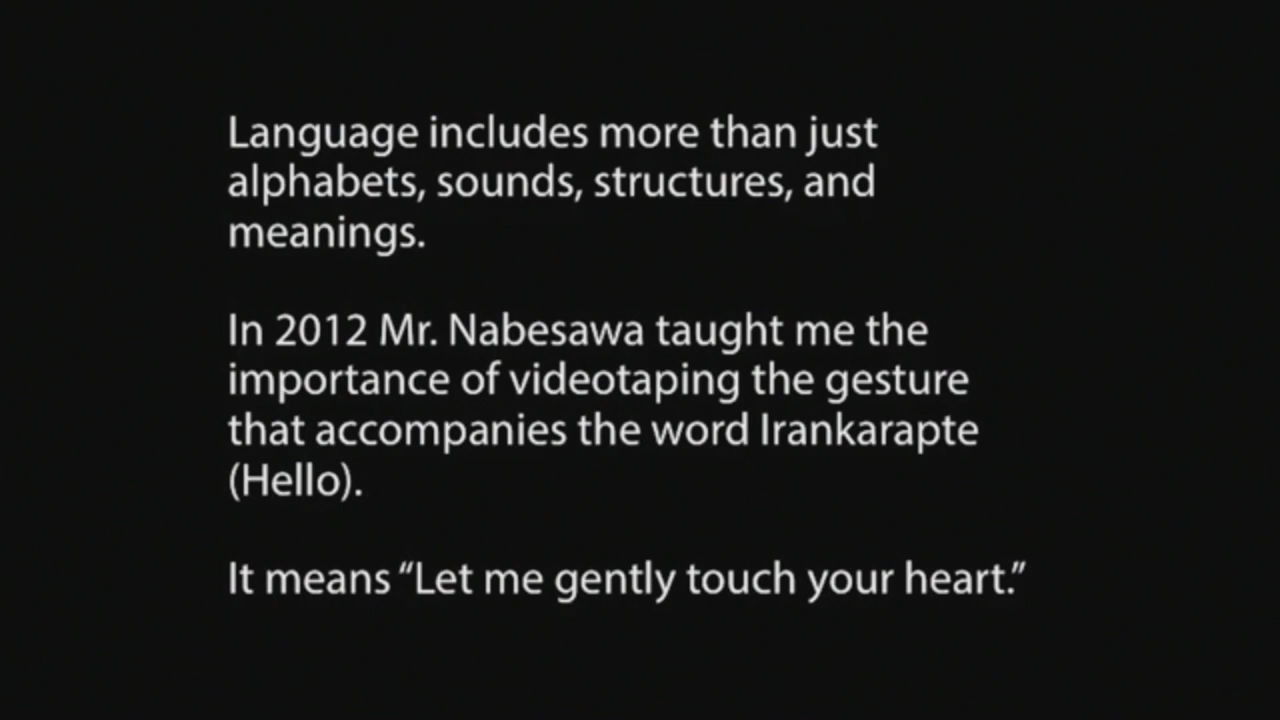 Language includes more than just
alphabets, sounds, structures, and
meanings.
In 2012 Mr. Nabesawa taught me the
importance of videotaping the gesture
that accompanies the word Irankarapte
(Hello).
It means “Let me gently touch your heart.”